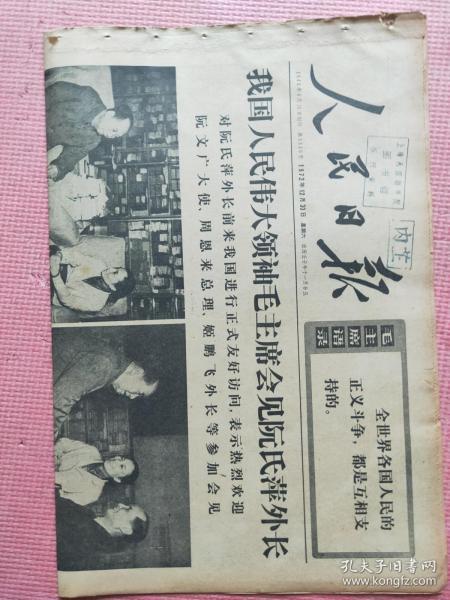 人民日报
1972年12月30日 星期六
毛主席语录
全世界各国人民的
正义斗争，都是互相支
持的。
我国人民伟大领袖毛主席会见阮氏萍外长
对阮氏萍外长前来我国进行正式友好访问，表示热烈欢迎
阮文广大使，周恩来总理，姬鹏飞外长等参加会见
孔夫子旧书网
www.kongfz.com